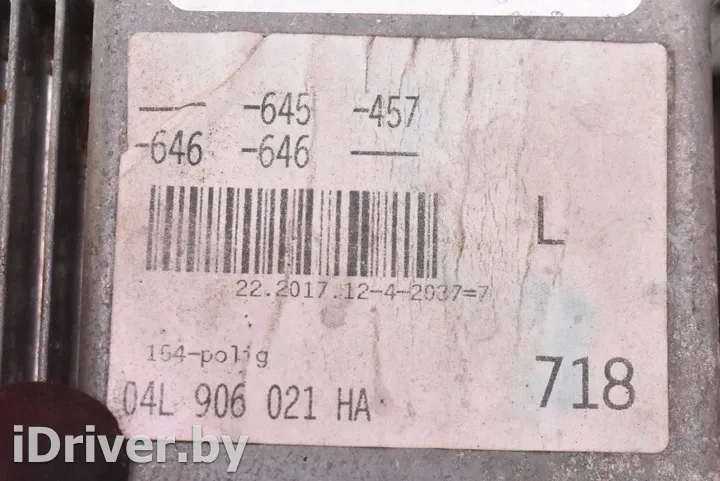 — -645 -457
-646 -646 —
L
22.2017.12-4-2037=7
154-polig
04L 906 021 HA
718
iDriver.by